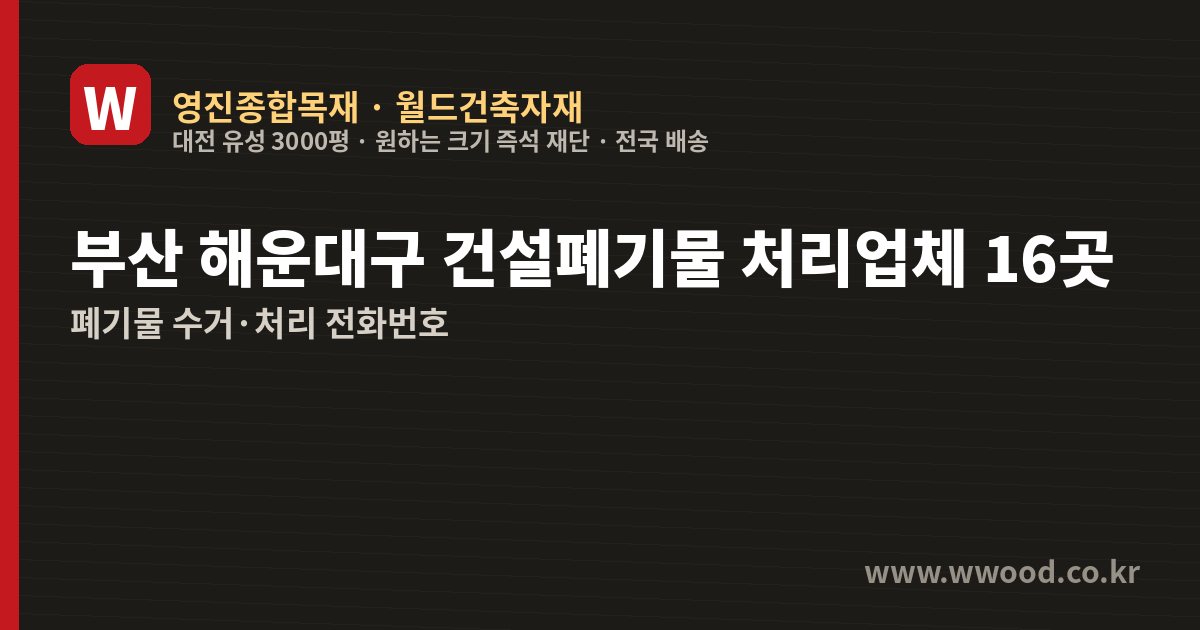 W
영진종합목재 · 월드건축자재
대전 유성 3000평 · 원하는 크기 즉석 재단 · 전국 배송
부산 해운대구 건설폐기물 처리업체 16곳
폐기물 수거·처리 전화번호
www.wwood.co.kr